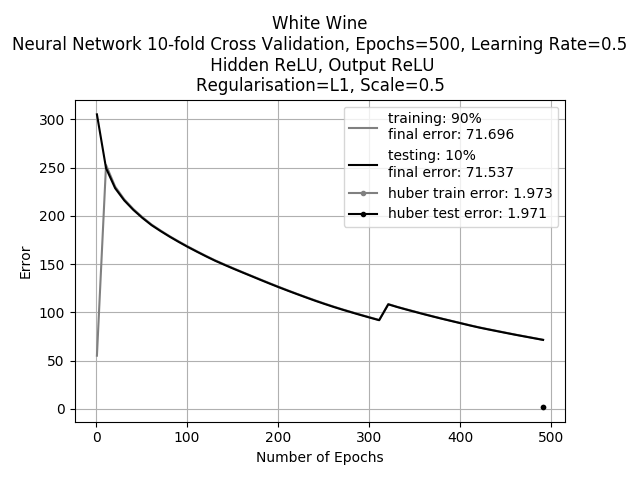 White Wine
Neural Network 10-fold Cross Validation, Epochs=500, Learning Rate=0.5
Hidden ReLU, Output ReLU
Regularisation=L1, Scale=0.5
training: 90%
final error: 71.696
testing: 10%
final error: 71.537
huber train error: 1.973
huber test error: 1.971
Error
300
250
200
150
100
50
0
0 100 200 300 400 500
Number of Epochs